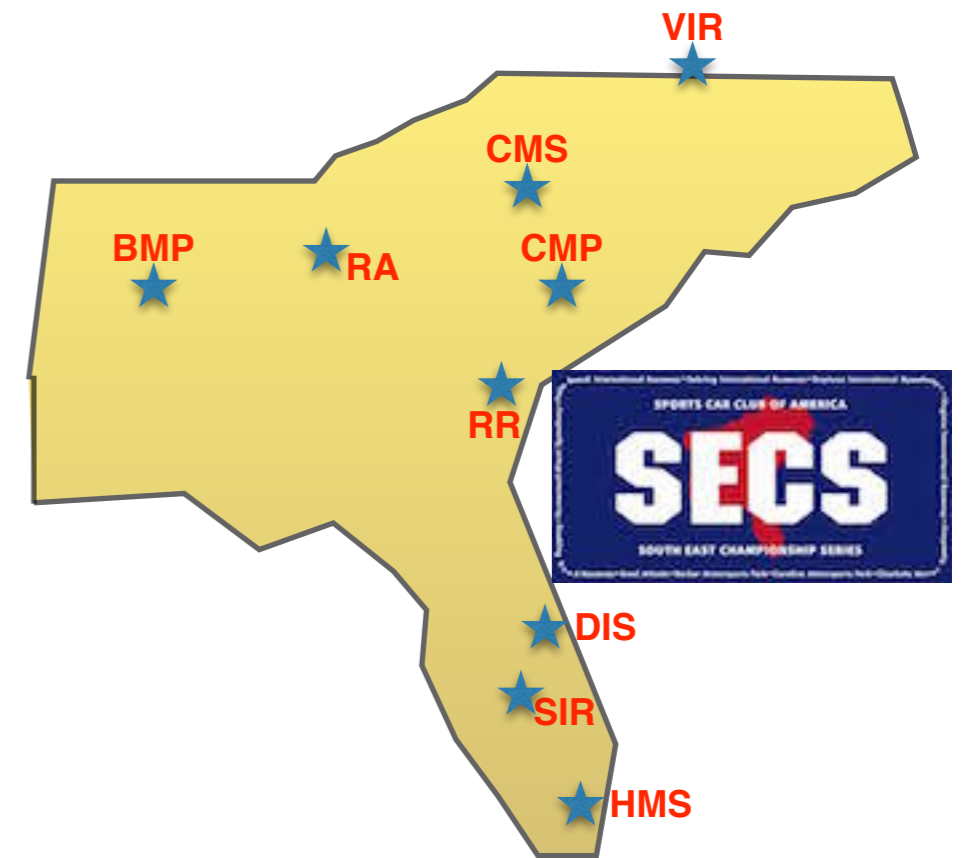 VIR
CMS
BMP
CMP
RA
RR
SPORTS CAR CLUB OF AMERICA
SECS
SOUTH EAST CHAMPIONSHIP SERIES
DIS
SIR
HMS